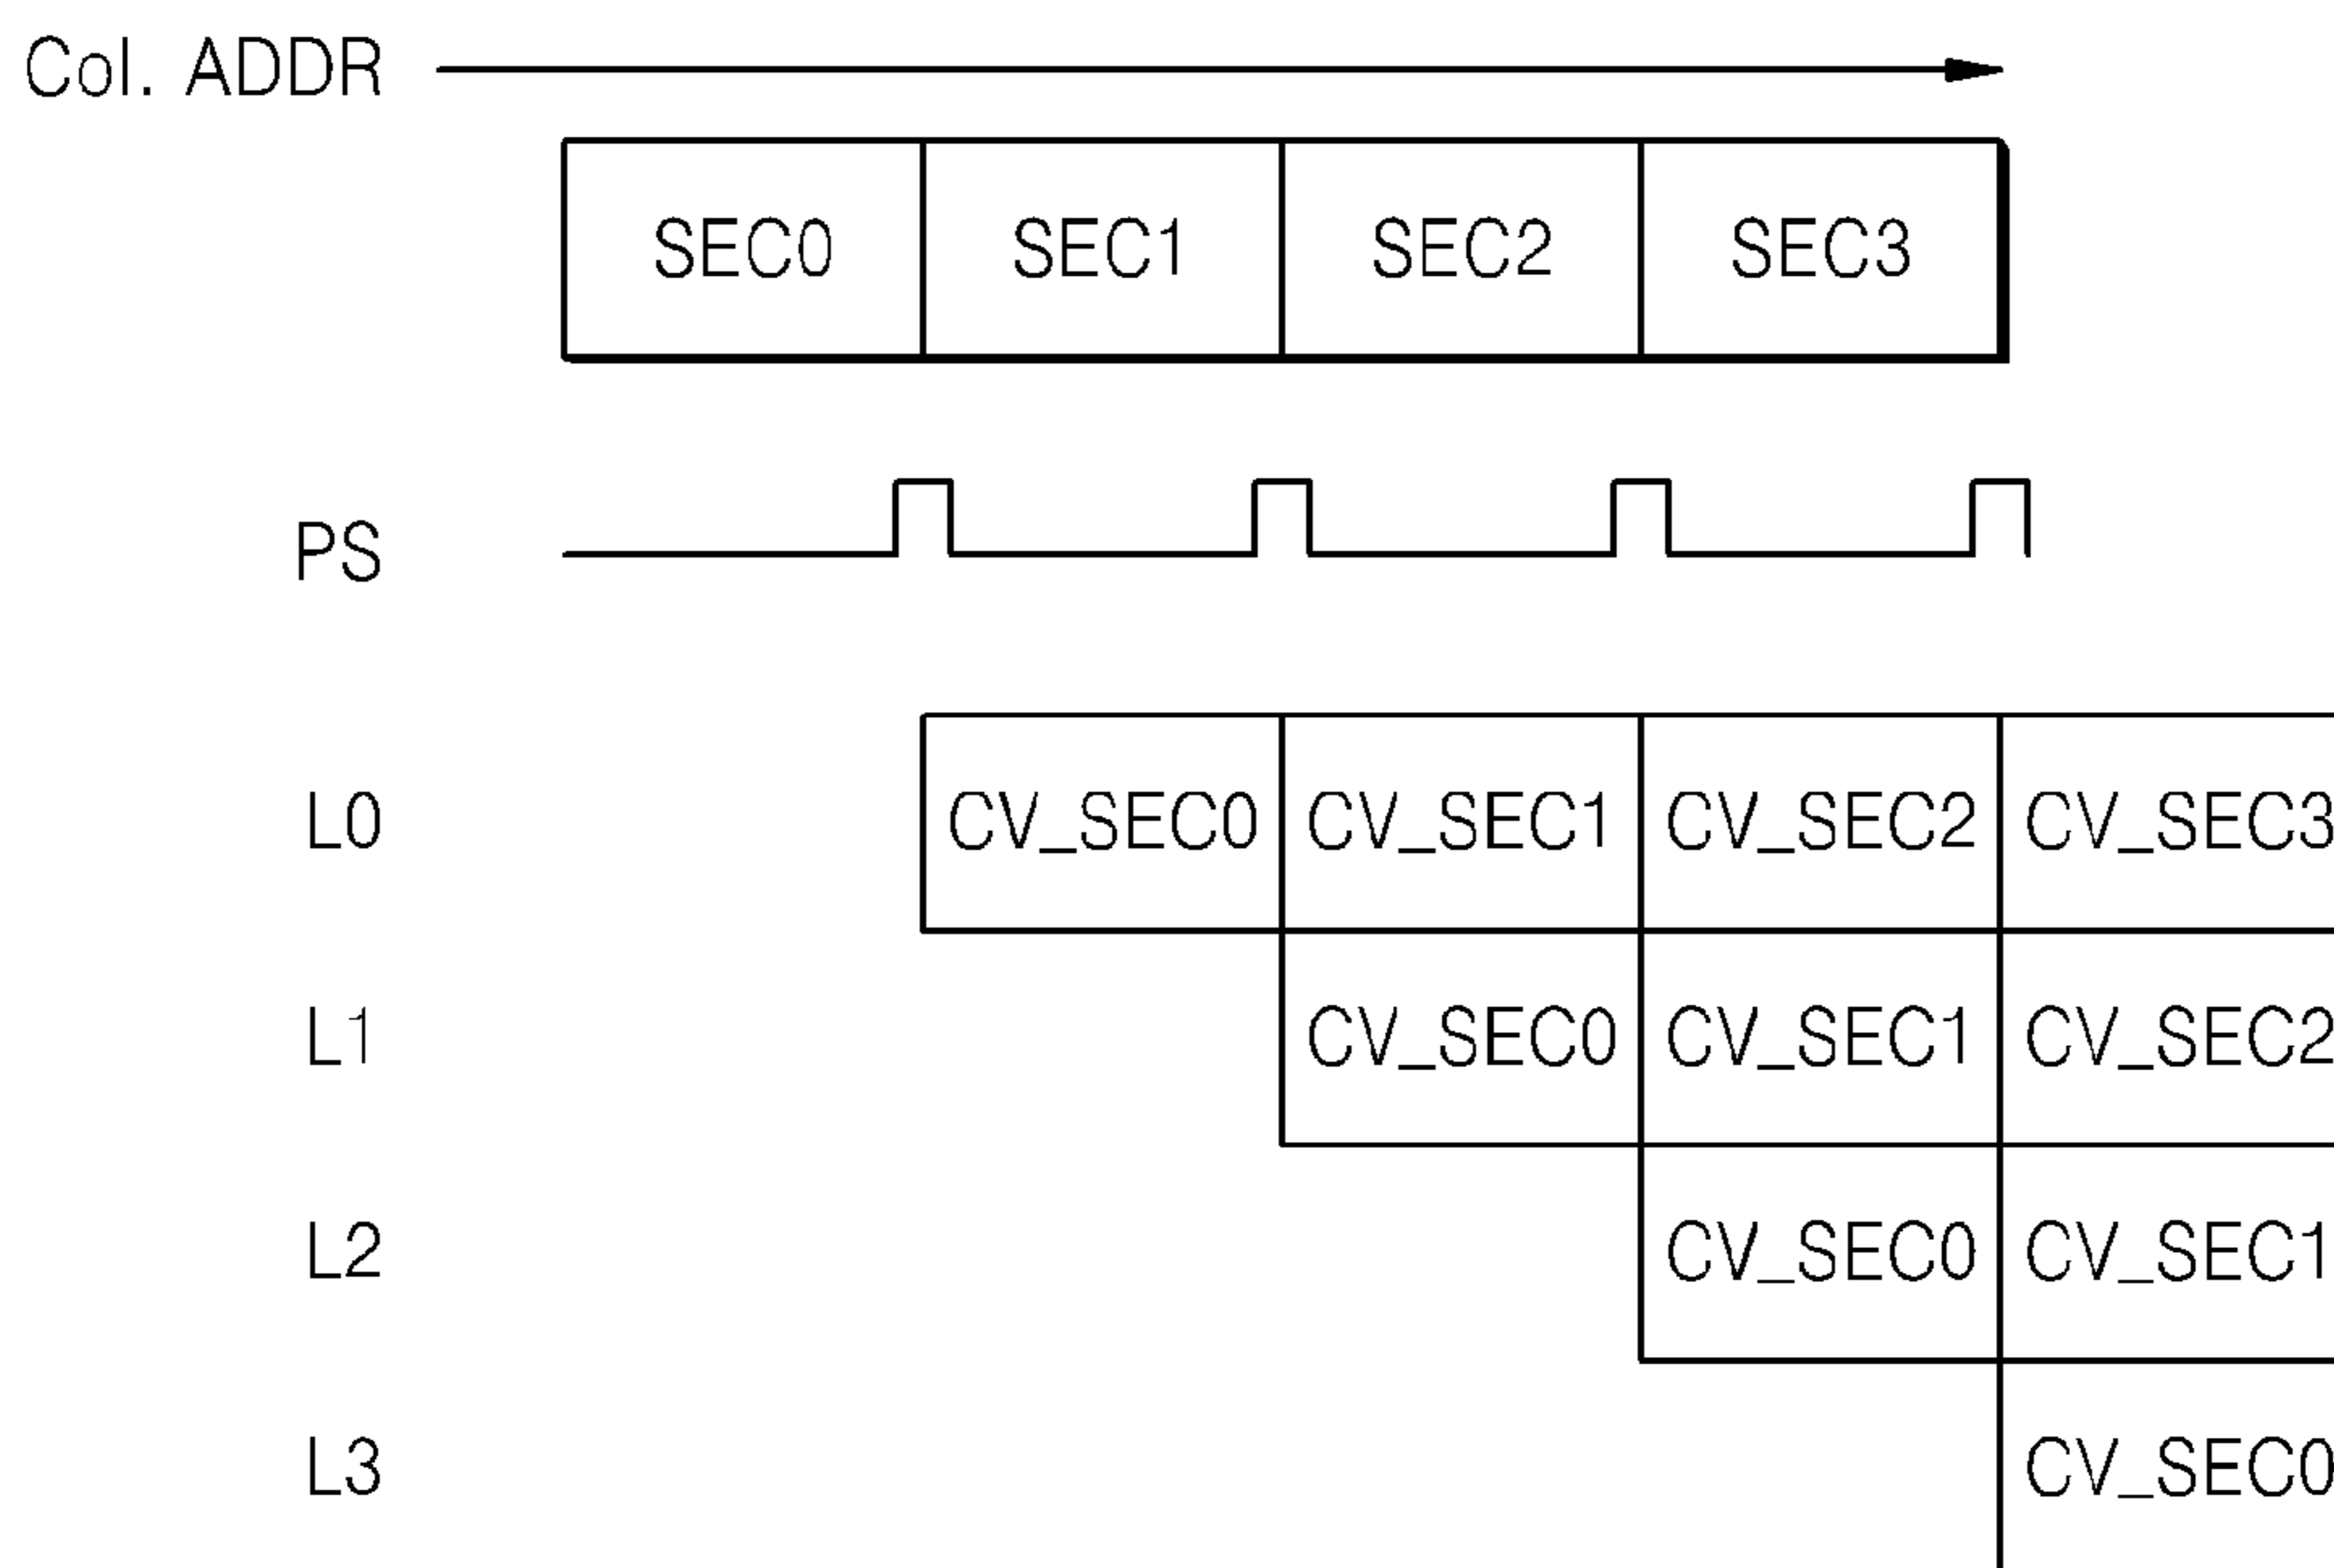 Col. ADDR
SEC0 SEC1 SEC2 SEC3
PS
L0 CV_SEC0 CV_SEC1 CV_SEC2 CV_SEC3
L1 CV_SEC0 CV_SEC1 CV_SEC2
L2 CV_SEC0 CV_SEC1
L3 CV_SEC0